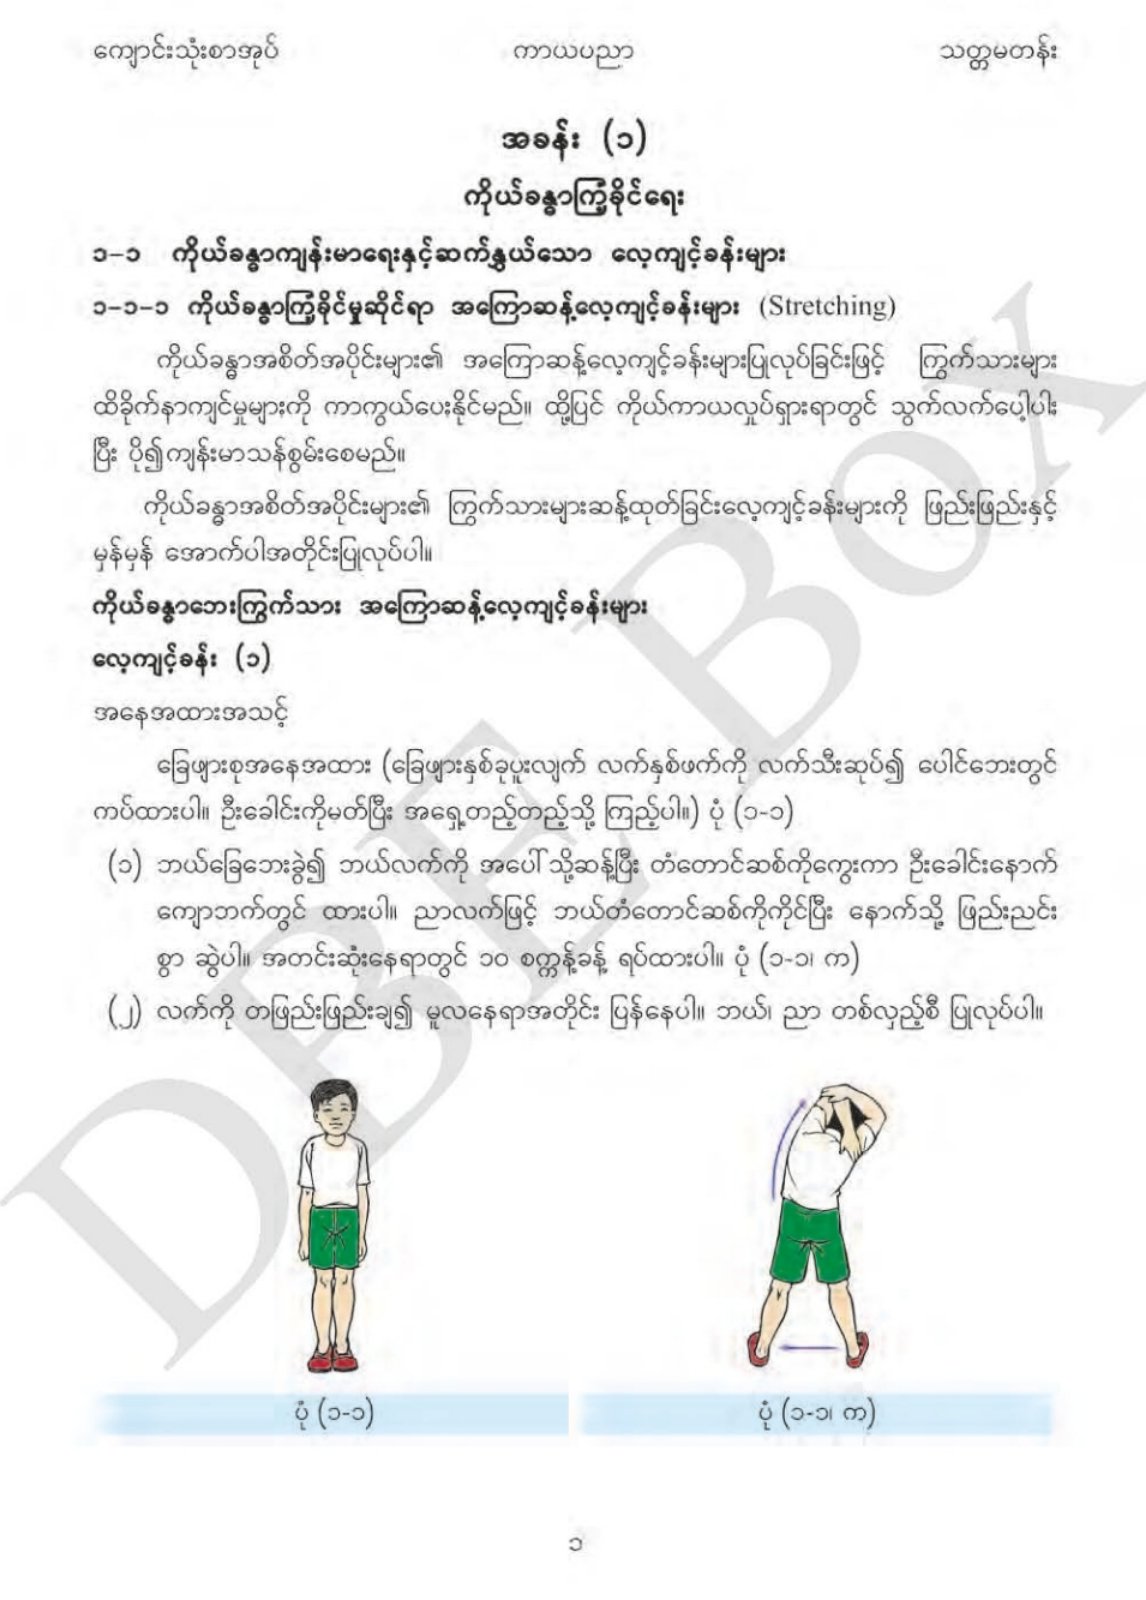 ကျောင်းသုံးစာအုပ် ကာယပညာ သတ္တမတန်း
အခန်း (၁)
ကိုယ်ခန္ဓာကြံ့ခိုင်ရေး
၁-၁ ကိုယ်ခန္ဓာကျန်းမာရေးနှင့်ဆက်နွှယ်သော လေ့ကျင့်ခန်းများ
၁-၁-၁ ကိုယ်ခန္ဓာကြံ့ခိုင်မှုဆိုင်ရာ အကြောဆန့်လေ့ကျင့်ခန်းများ (Stretching)
ကိုယ်ခန္ဓာအစိတ်အပိုင်းများ၏ အကြောဆန့်လေ့ကျင့်ခန်းများပြုလုပ်ခြင်းဖြင့် ကြွက်သားများ
ထိခိုက်နာကျင်မှုများကို ကာကွယ်ပေးနိုင်မည်။ ထို့ပြင် ကိုယ်ကာယလှုပ်ရှားရာတွင် သွက်လက်ပေါ့ပါး
ပြီး ပို၍ကျန်းမာသန်စွမ်းစေမည်။
ကိုယ်ခန္ဓာအစိတ်အပိုင်းများ၏ ကြွက်သားများဆန့်ထုတ်ခြင်းလေ့ကျင့်ခန်းများကို ဖြည်းဖြည်းနှင့်
မှန်မှန် အောက်ပါအတိုင်းပြုလုပ်ပါ။
ကိုယ်ခန္ဓာဘေးကြွက်သား အကြောဆန့်လေ့ကျင့်ခန်းများ
လေ့ကျင့်ခန်း (၁)
အနေအထားအသင့်
ခြေဖျားစုအနေအထား (ခြေဖျားနှစ်ခုပူးလျက် လက်နှစ်ဖက်ကို လက်သီးဆုပ်၍ ပေါင်ဘေးတွင်
ကပ်ထားပါ။ ဦးခေါင်းကိုမတ်ပြီး အရှေ့တည့်တည့်သို့ ကြည့်ပါ။) ပုံ (၁-၁)
(၁) ဘယ်ခြေဘေးခွဲ၍ ဘယ်လက်ကို အပေါ်သို့ဆန့်ပြီး တံတောင်ဆစ်ကိုကွေးကာ ဦးခေါင်းနောက်
ကျောဘက်တွင် ထားပါ။ ညာလက်ဖြင့် ဘယ်တံတောင်ဆစ်ကိုကိုင်ပြီး နောက်သို့ ဖြည်းညင်း
စွာ ဆွဲပါ။ အတင်းဆုံးနေရာတွင် ၁၀ စက္ကန့်ခန့် ရပ်ထားပါ။ ပုံ (၁-၁၊ က)
(၂) လက်ကို တဖြည်းဖြည်းချ၍ မူလနေရာအတိုင်း ပြန်နေပါ။ ဘယ်၊ ညာ တစ်လှည့်စီ ပြုလုပ်ပါ။
ပုံ (၁-၁) ပုံ (၁-၁၊ က)
၁
DBE BOX